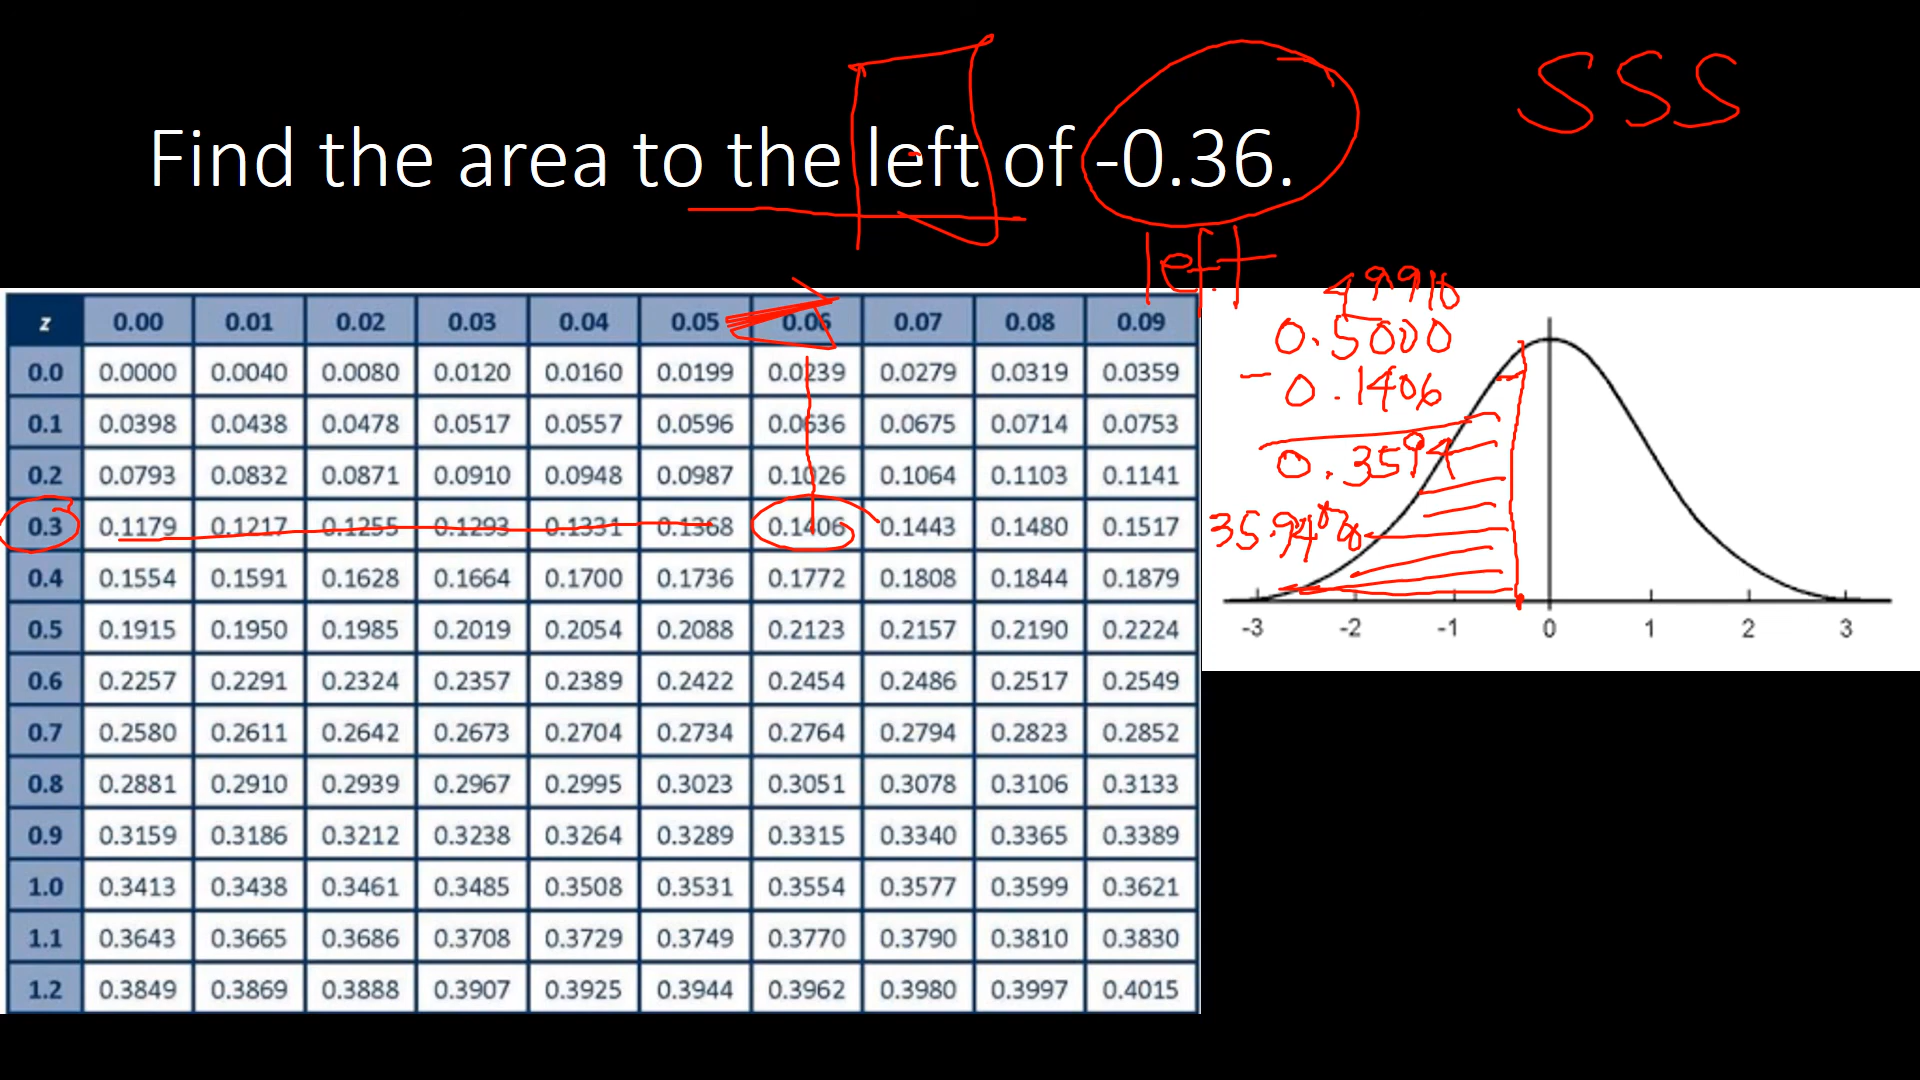 SSS
Find the area to the left of -0.36.
left
z 0.00 0.01 0.02 0.03 0.04 0.05 0.06 0.07 0.08 0.09
0.0 0.0000 0.0040 0.0080 0.0120 0.0160 0.0199 0.0239 0.0279 0.0319 0.0359
0.1 0.0398 0.0438 0.0478 0.0517 0.0557 0.0596 0.0636 0.0675 0.0714 0.0753
0.2 0.0793 0.0832 0.0871 0.0910 0.0948 0.0987 0.1026 0.1064 0.1103 0.1141
0.3 0.1179 0.1217 0.1255 0.1293 0.1331 0.1368 0.1406 0.1443 0.1480 0.1517
0.4 0.1554 0.1591 0.1628 0.1664 0.1700 0.1736 0.1772 0.1808 0.1844 0.1879
0.5 0.1915 0.1950 0.1985 0.2019 0.2054 0.2088 0.2123 0.2157 0.2190 0.2224
0.6 0.2257 0.2291 0.2324 0.2357 0.2389 0.2422 0.2454 0.2486 0.2517 0.2549
0.7 0.2580 0.2611 0.2642 0.2673 0.2704 0.2734 0.2764 0.2794 0.2823 0.2852
0.8 0.2881 0.2910 0.2939 0.2967 0.2995 0.3023 0.3051 0.3078 0.3106 0.3133
0.9 0.3159 0.3186 0.3212 0.3238 0.3264 0.3289 0.3315 0.3340 0.3365 0.3389
1.0 0.3413 0.3438 0.3461 0.3485 0.3508 0.3531 0.3554 0.3577 0.3599 0.3621
1.1 0.3643 0.3665 0.3686 0.3708 0.3729 0.3749 0.3770 0.3790 0.3810 0.3830
1.2 0.3849 0.3869 0.3888 0.3907 0.3925 0.3944 0.3962 0.3980 0.3997 0.4015
49910
0.5000
- 0.1406
0.3594
35.94%
-3 -2 -1 0 1 2 3